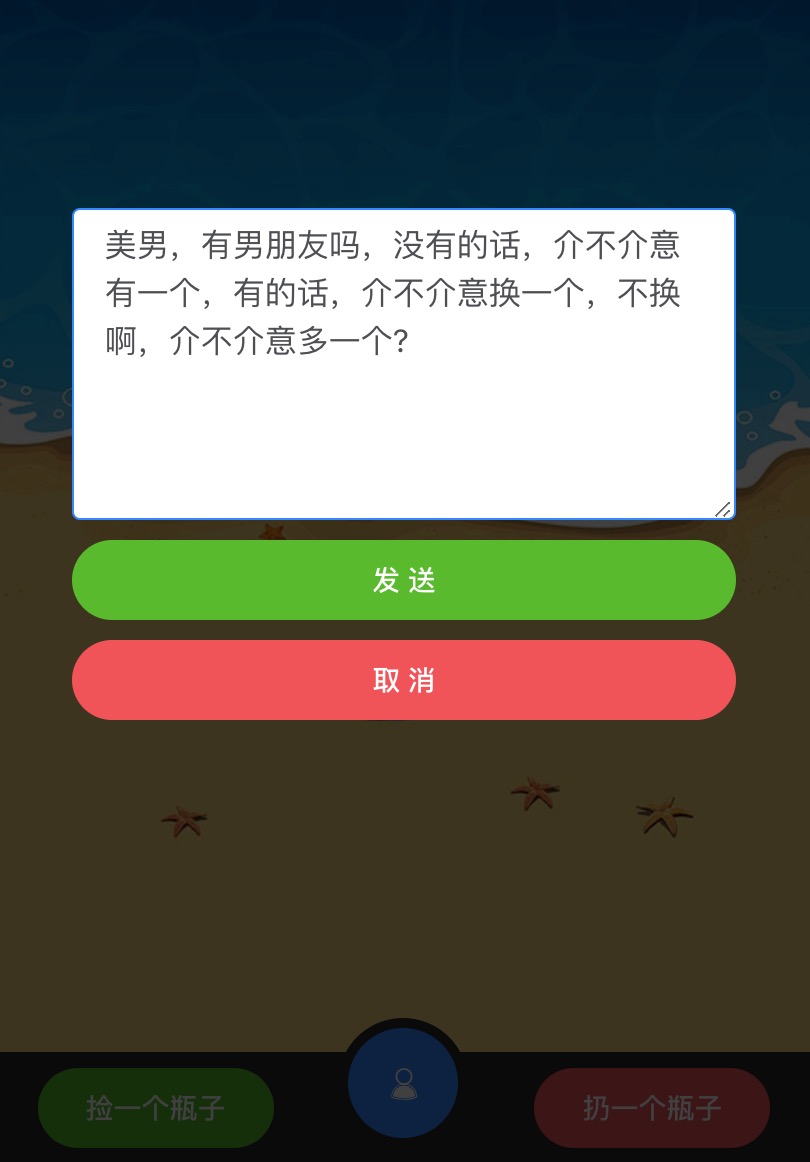 美男，有男朋友吗，没有的话，介不介意
有一个，有的话，介不介意换一个，不换
啊，介不介意多一个?
发 送
取 消
捡一个瓶子
扔一个瓶子